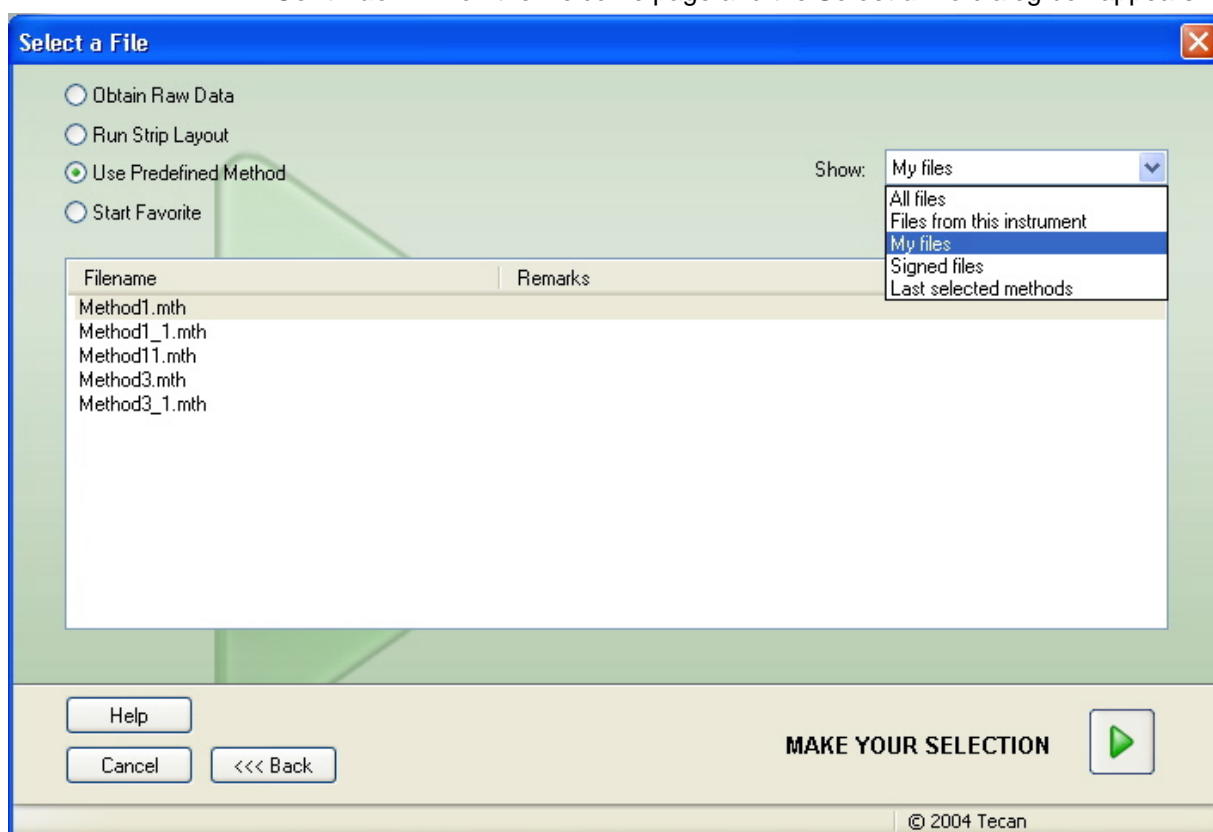 Select a File
Obtain Raw Data
Run Strip Layout
Use Predefined Method
Start Favorite
Show: My files
All files
Files from this instrument
My files
Signed files
Last selected methods
Filename Remarks
Method1.mth
Method1_1.mth
Method11.mth
Method3.mth
Method3_1.mth
Help
Cancel <<< Back
MAKE YOUR SELECTION
© 2004 Tecan